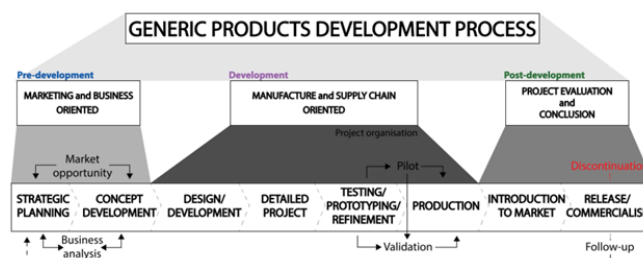 GENERIC PRODUCTS DEVELOPMENT PROCESS
Pre-development
Development
Post-development
MARKETING and BUSINESS
ORIENTED
MANUFACTURE and SUPPLY CHAIN
ORIENTED
PROJECT EVALUATION
and
CONCLUSION
Project organisation
Market
opportunity
Pilot
Discontinuation
STRATEGIC
PLANNING
CONCEPT
DEVELOPMENT
DESIGN/
DEVELOPMENT
DETAILED
PROJECT
TESTING/
PROTOTYPING/
REFINEMENT
PRODUCTION
INTRODUCTION
TO MARKET
RELEASE/
COMMERCIALIS
Business
analysis
Validation
Follow-up